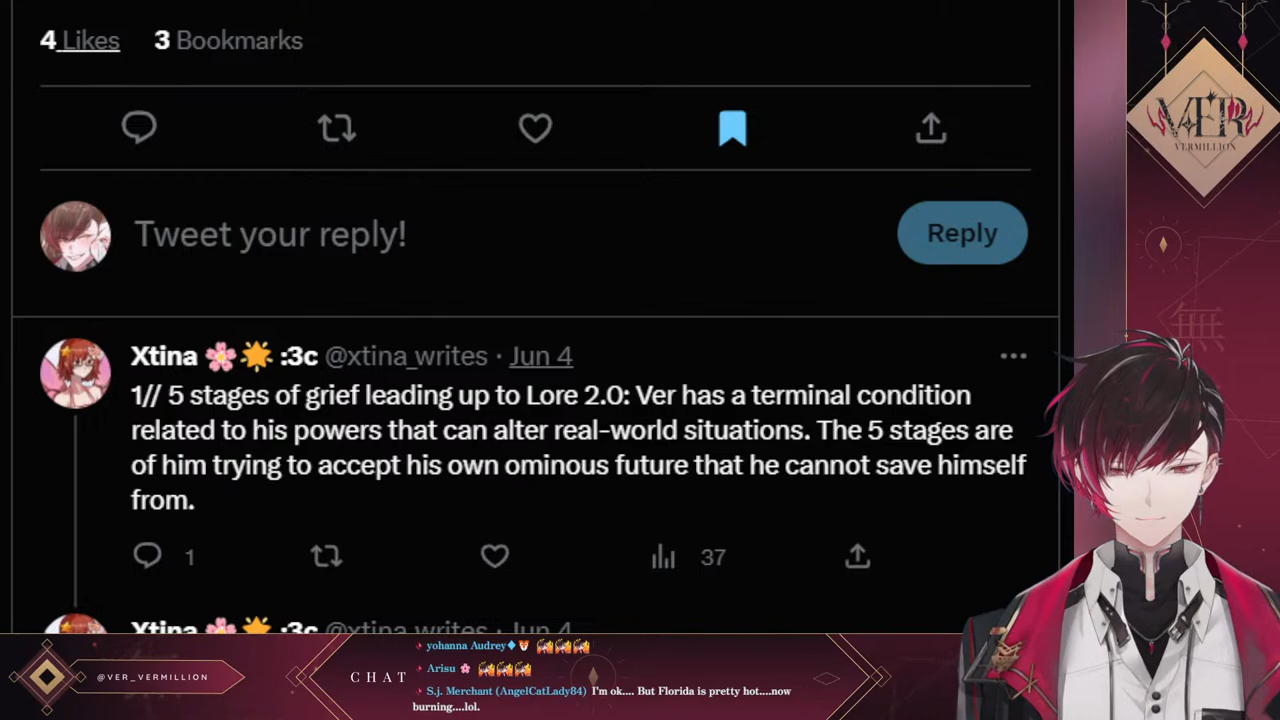 4 Likes 3 Bookmarks
Tweet your reply!
Reply
Xtina 🌸🌟 :3c @xtina_writes · Jun 4
1// 5 stages of grief leading up to Lore 2.0: Ver has a terminal condition
related to his powers that can alter real-world situations. The 5 stages are
of him trying to accept his own ominous future that he cannot save himself
from.
1 37
Xtina 🌸🌟 :3c @xtina_writes · Jun 4
VER
VERMILLION
無
@VER_VERMILLION
CHAT
yohanna Audrey
Arisu 🌸
S.j. Merchant (AngelCatLady84) I'm ok.... But Florida is pretty hot....now
burning....lol.